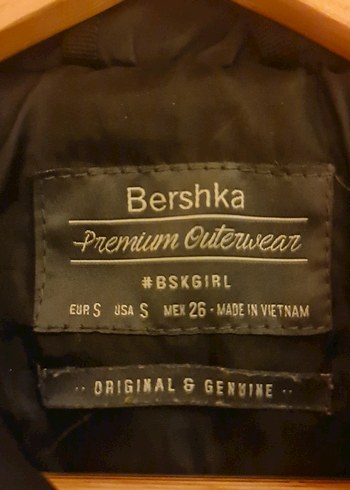 Bershka
Premium Outerwear
#BSKGIRL
EUR S USA S MEX 26 - MADE IN VIETNAM
·· ORIGINAL & GENUINE ··